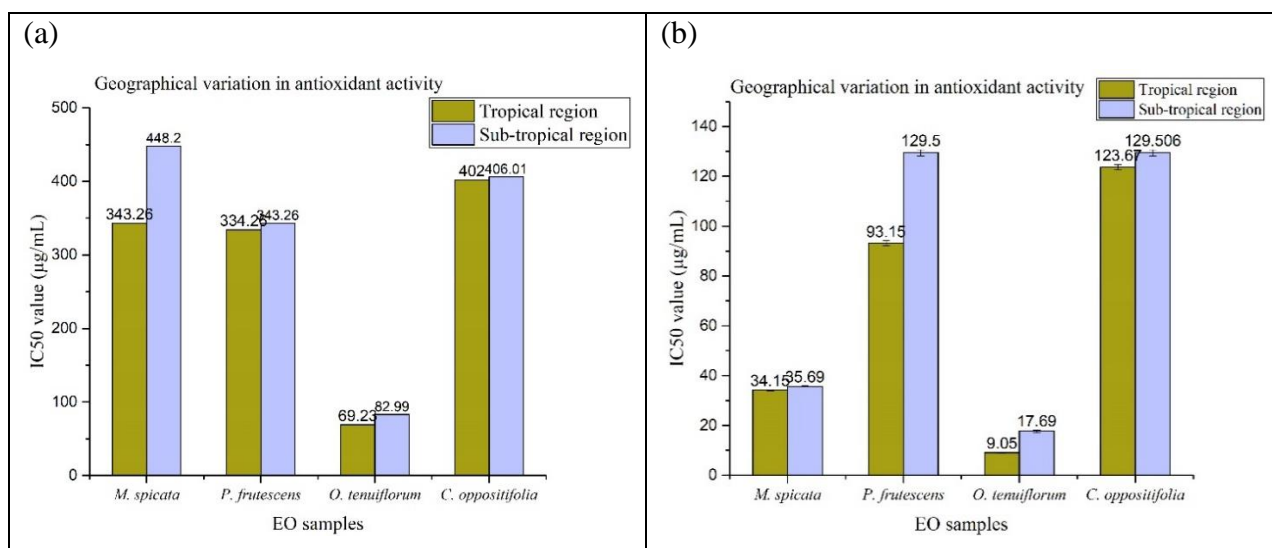 (a)
Geographical variation in antioxidant activity
Tropical region
Sub-tropical region
500
400
300
200
100
0
IC50 value (µg/mL)
343.26
448.2
334.26
343.26
69.23
82.99
402
406.01
M. spicata P. frutescens O. tenuiflorum C. oppositifolia
EO samples
(b)
Geographical variation in antioxidant activity
Tropical region
Sub-tropical region
140
120
100
80
60
40
20
0
IC50 value (µg/mL)
34.15
35.69
93.15
129.5
9.05
17.69
123.67
129.506
M. spicata P. frutescens O. tenuiflorum C. oppositifolia
EO samples